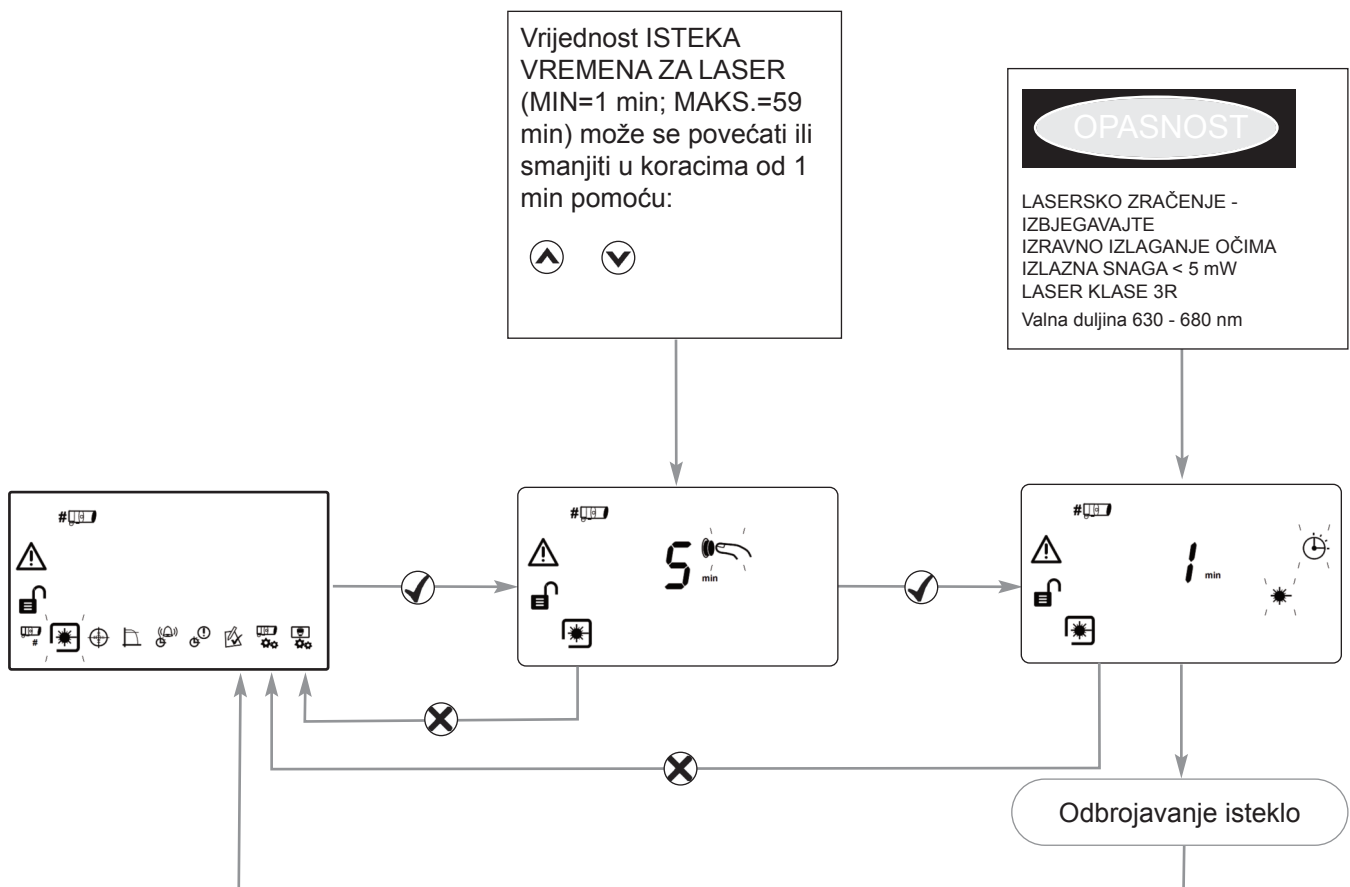 Vrijednost ISTEKA
VREMENA ZA LASER
(MIN=1 min; MAKS.=59
min) može se povećati ili
smanjiti u koracima od 1
min pomoću:
OPASNOST
LASERSKO ZRAČENJE -
IZBJEGAVAJTE
IZRAVNO IZLAGANJE OČIMA
IZLAZNA SNAGA < 5 mW
LASER KLASE 3R
Valna duljina 630 - 680 nm
#
#
#
5 min
1 min
#
Odbrojavanje isteklo